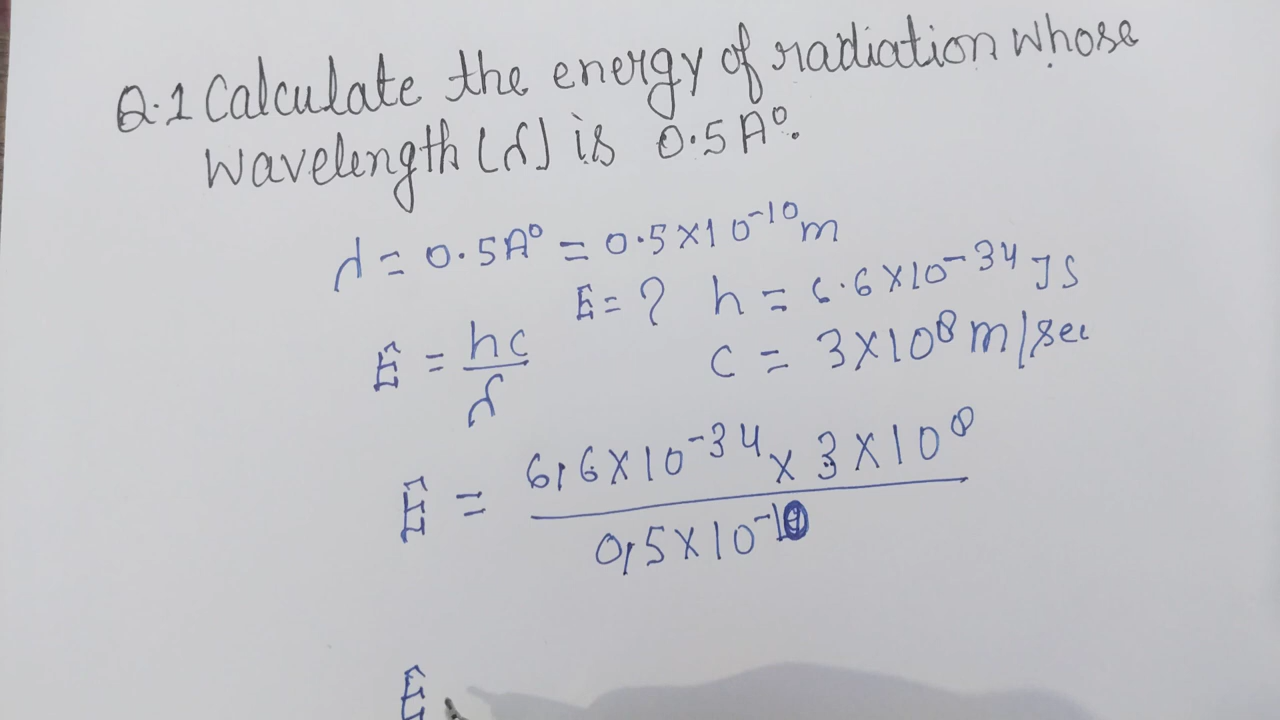 Q.1 Calculate the energy of radiation whose
wavelength (λ) is 0.5 A°.
λ = 0.5A° = 0.5×10⁻¹⁰m
E = ? h = 6.6×10⁻³⁴ JS
E = hc/λ
c = 3×10⁸ m/sec
E = 6.6×10⁻³⁴ × 3×10⁸
0.5×10⁻¹⁰
E